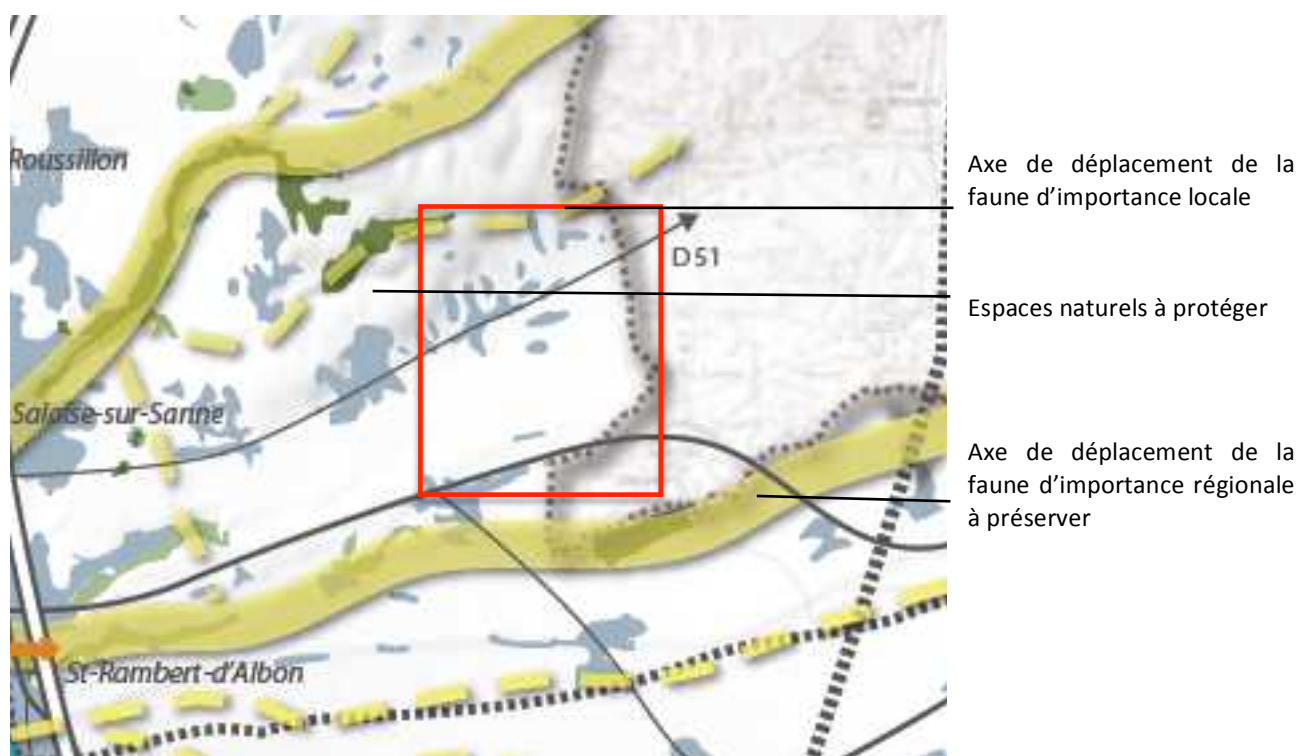 Roussillon
Axe de déplacement de la
faune d’importance locale
D51
Espaces naturels à protéger
Salaise-sur-Sanne
Axe de déplacement de la
faune d’importance régionale
à préserver
St-Rambert-d'Albon